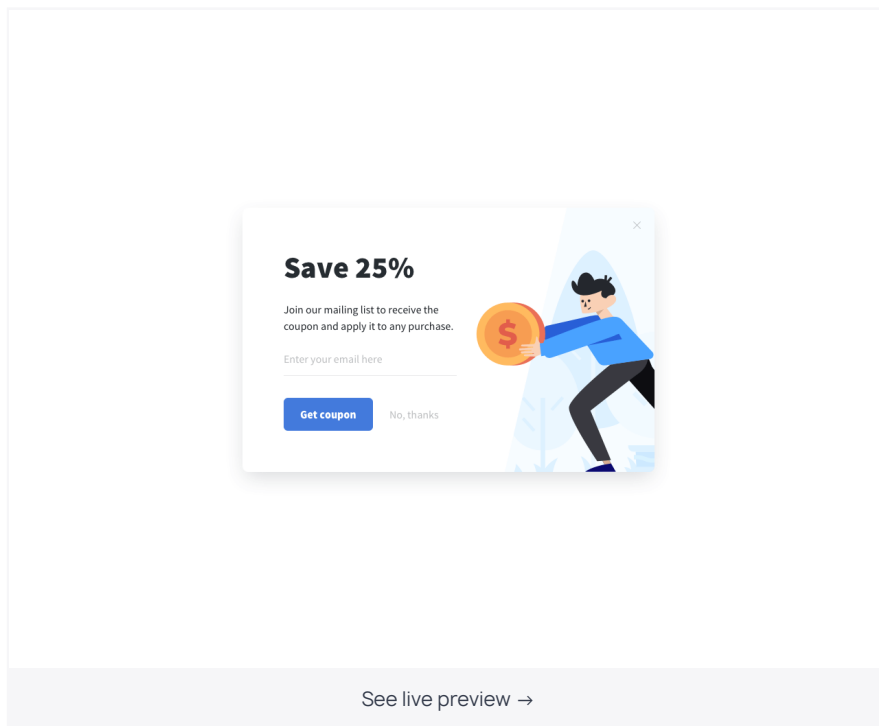 Save 25%
Join our mailing list to receive the
coupon and apply it to any purchase.
$
Enter your email here
Get coupon
No, thanks
See live preview →